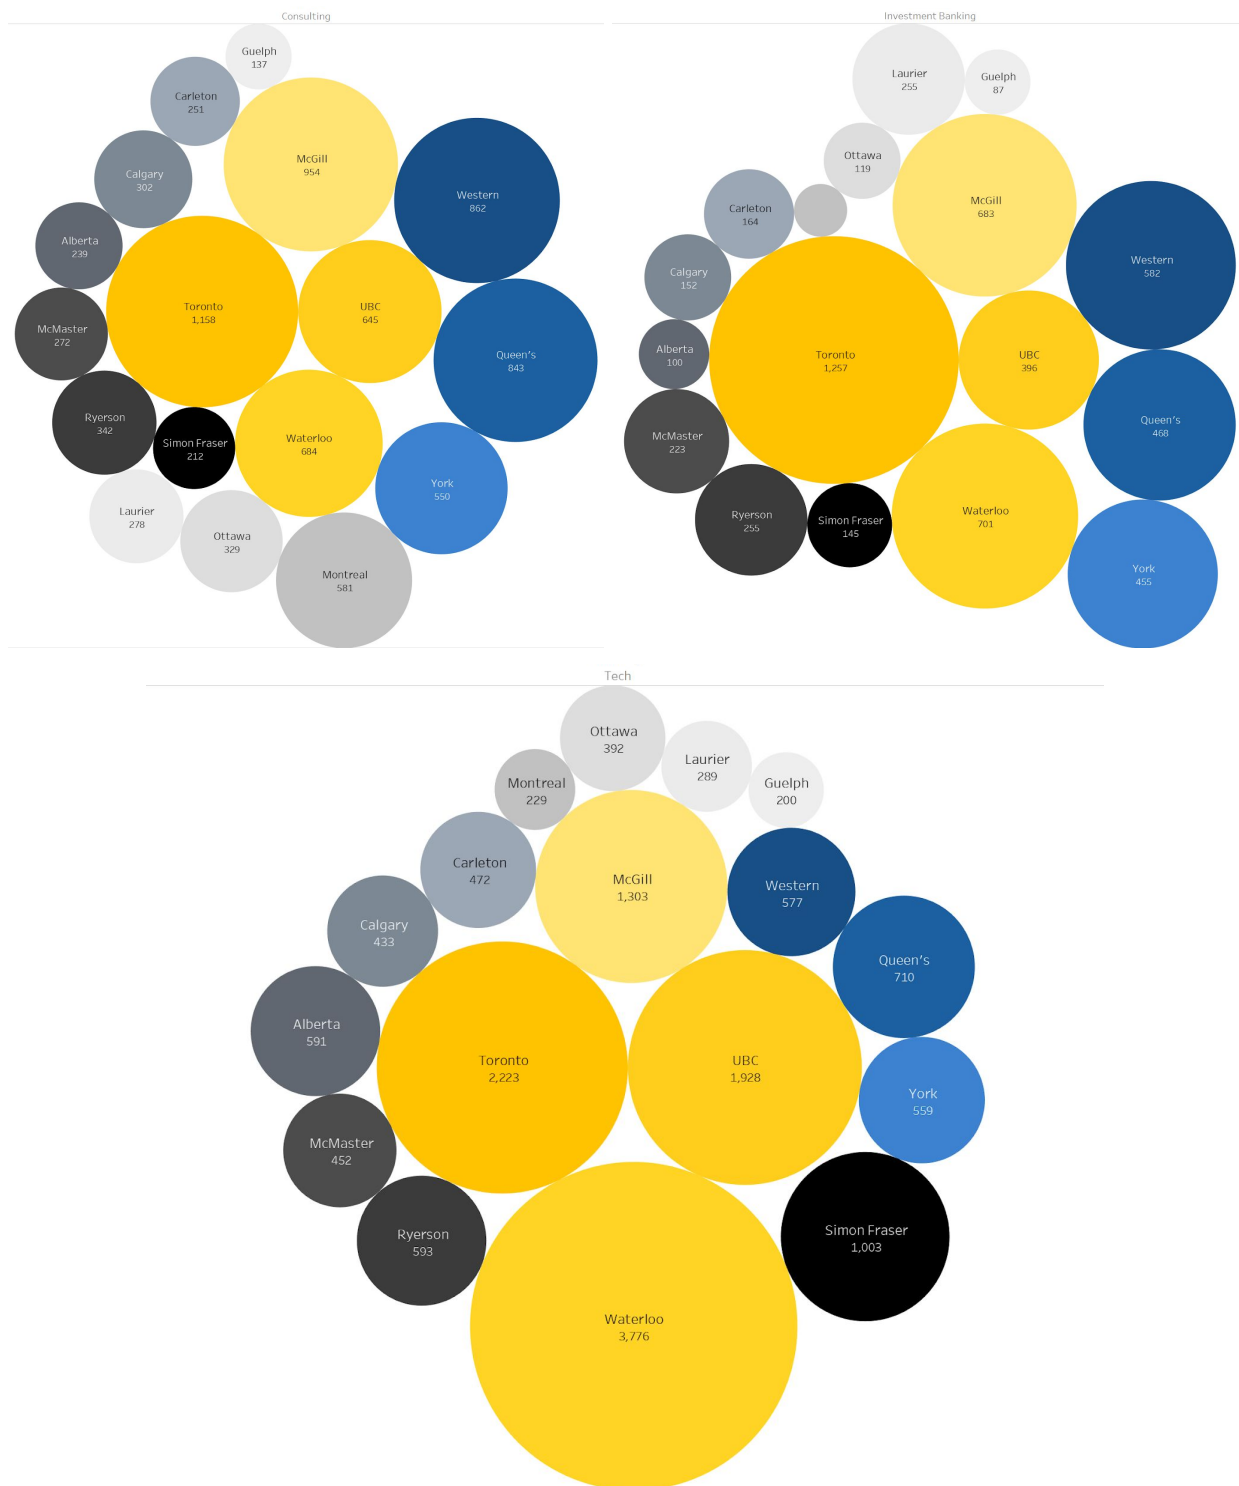 Consulting
Guelph
137
Carleton
251
McGill
954
Calgary
302
Western
862
Alberta
239
Toronto
1,158
UBC
645
McMaster
272
Queen's
843
Ryerson
342
Simon Fraser
212
Waterloo
684
York
550
Laurier
278
Ottawa
329
Montreal
581
Investment Banking
Laurier
255
Guelph
87
Ottawa
119
McGill
683
Carleton
164
Western
582
Calgary
152
Alberta
100
Toronto
1,257
UBC
396
Queen's
468
McMaster
223
Ryerson
255
Simon Fraser
145
Waterloo
701
York
455
Tech
Ottawa
392
Laurier
289
Montreal
229
Guelph
200
Carleton
472
McGill
1,303
Western
577
Calgary
433
Queen's
710
Alberta
591
Toronto
2,223
UBC
1,928
York
559
McMaster
452
Ryerson
593
Simon Fraser
1,003
Waterloo
3,776